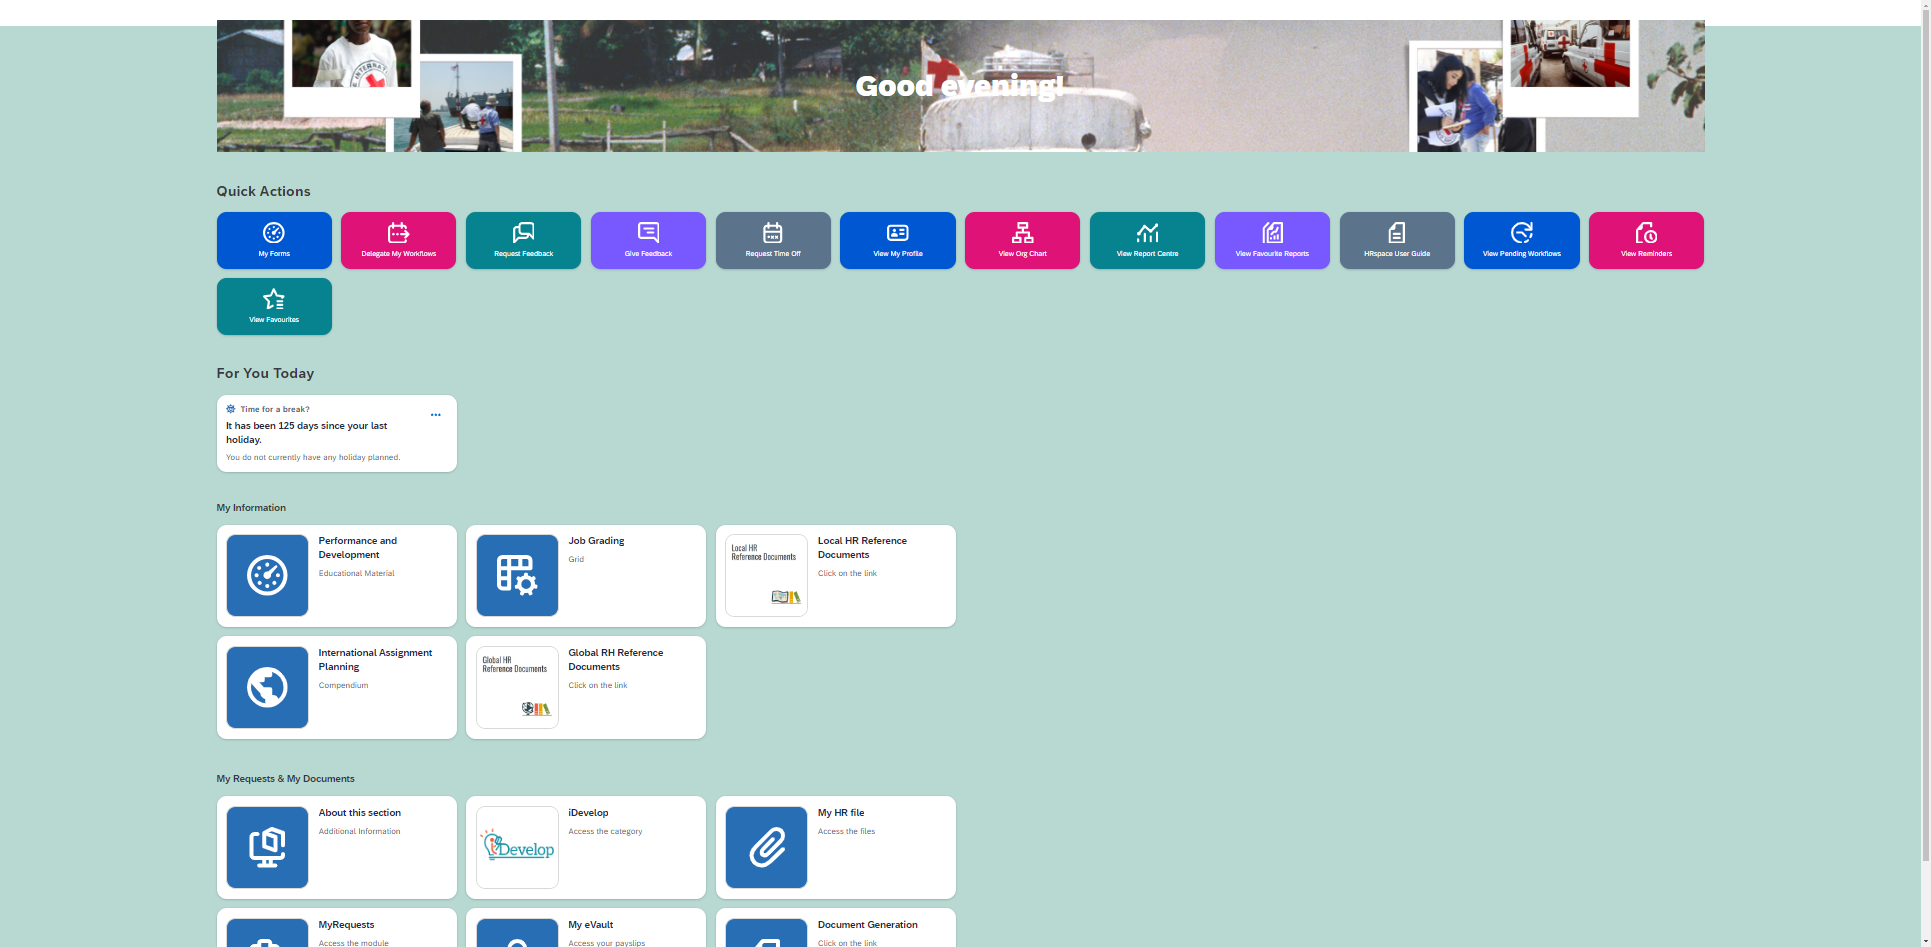 Good evening!
Quick Actions
My Forms
Delegate My Workflows
Request Feedback
Give Feedback
Request Time Off
View My Profile
View Org Chart
View Report Centre
View Favourite Reports
HRspace User Guide
View Pending Workflows
View Reminders
View Favourites
For You Today
Time for a break?
It has been 125 days since your last
holiday.
You do not currently have any holiday planned.
My Information
Performance and
Development
Educational Material
Job Grading
Grid
Local HR
Reference Documents
Local HR Reference
Documents
Click on the link
International Assignment
Planning
Compendium
Global HR
Reference Documents
Global RH Reference
Documents
Click on the link
My Requests & My Documents
About this section
Additional Information
iDevelop
iDevelop
Access the category
My HR file
Access the files
MyRequests
Access the module
My eVault
Access your payslips
Document Generation
Click on the link